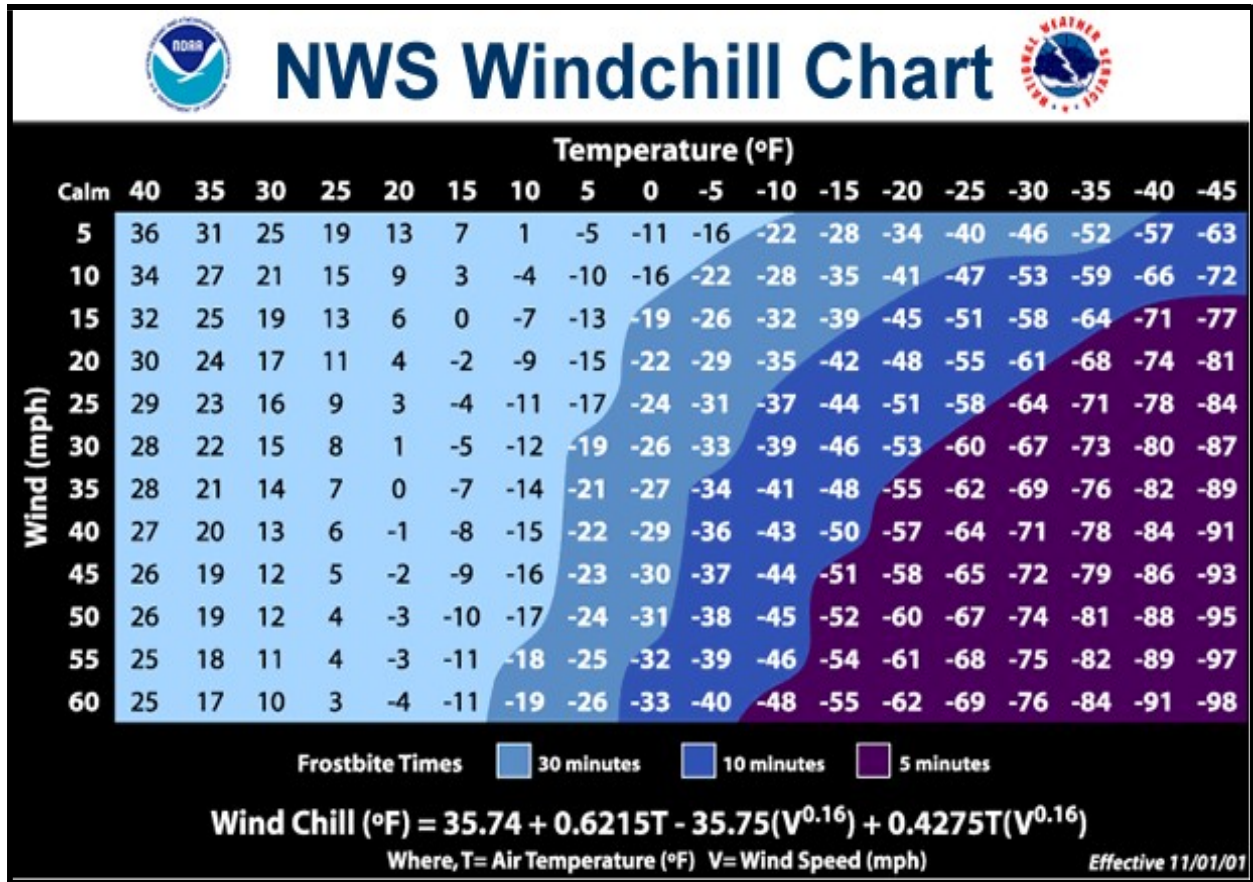 NOAA
NWS Windchill Chart
NATIONAL WEATHER SERVICE
Temperature (ºF)
Calm 40 35 30 25 20 15 10 5 0 -5 -10 -15 -20 -25 -30 -35 -40 -45
5 36 31 25 19 13 7 1 -5 -11 -16 -22 -28 -34 -40 -46 -52 -57 -63
10 34 27 21 15 9 3 -4 -10 -16 -22 -28 -35 -41 -47 -53 -59 -66 -72
15 32 25 19 13 6 0 -7 -13 -19 -26 -32 -39 -45 -51 -58 -64 -71 -77
20 30 24 17 11 4 -2 -9 -15 -22 -29 -35 -42 -48 -55 -61 -68 -74 -81
25 29 23 16 9 3 -4 -11 -17 -24 -31 -37 -44 -51 -58 -64 -71 -78 -84
30 28 22 15 8 1 -5 -12 -19 -26 -33 -39 -46 -53 -60 -67 -73 -80 -87
35 28 21 14 7 0 -7 -14 -21 -27 -34 -41 -48 -55 -62 -69 -76 -82 -89
40 27 20 13 6 -1 -8 -15 -22 -29 -36 -43 -50 -57 -64 -71 -78 -84 -91
45 26 19 12 5 -2 -9 -16 -23 -30 -37 -44 -51 -58 -65 -72 -79 -86 -93
50 26 19 12 4 -3 -10 -17 -24 -31 -38 -45 -52 -60 -67 -74 -81 -88 -95
55 25 18 11 4 -3 -11 -18 -25 -32 -39 -46 -54 -61 -68 -75 -82 -89 -97
60 25 17 10 3 -4 -11 -19 -26 -33 -40 -48 -55 -62 -69 -76 -84 -91 -98
Wind (mph)
Frostbite Times 30 minutes 10 minutes 5 minutes
Wind Chill (ºF) = 35.74 + 0.6215T - 35.75(V^0.16) + 0.4275T(V^0.16)
Where, T= Air Temperature (ºF) V= Wind Speed (mph)
Effective 11/01/01